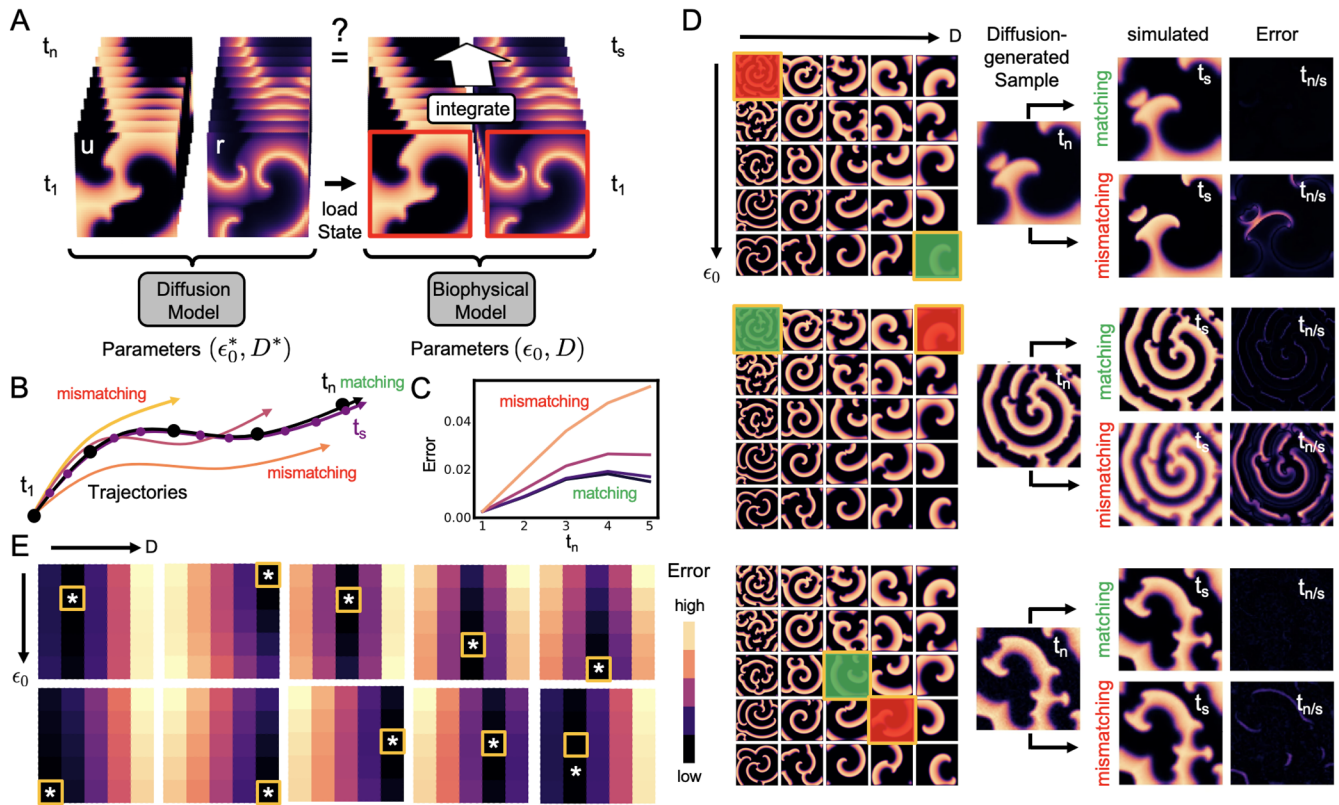 A
t_n
?
=
t_s
integrate
u
r
t_1
load
State
t_1
Diffusion
Model
Biophysical
Model
Parameters (ϵ_0^*, D^*)
Parameters (ϵ_0, D)
B
mismatching
t_n
matching
t_s
mismatching
t_1
Trajectories
C
mismatching
matching
Error
0.04
0.02
0.00
1 2 3 4 5
t_n
D
D
ϵ_0
Diffusion-
generated
Sample
simulated
Error
t_n
matching
t_s
t_n/s
mismatching
t_s
t_n/s
t_n
matching
t_s
t_n/s
mismatching
t_s
t_n/s
t_n
matching
t_s
t_n/s
mismatching
t_s
t_n/s
E
D
ϵ_0
* * * * *
* * * * *
Error
high
low